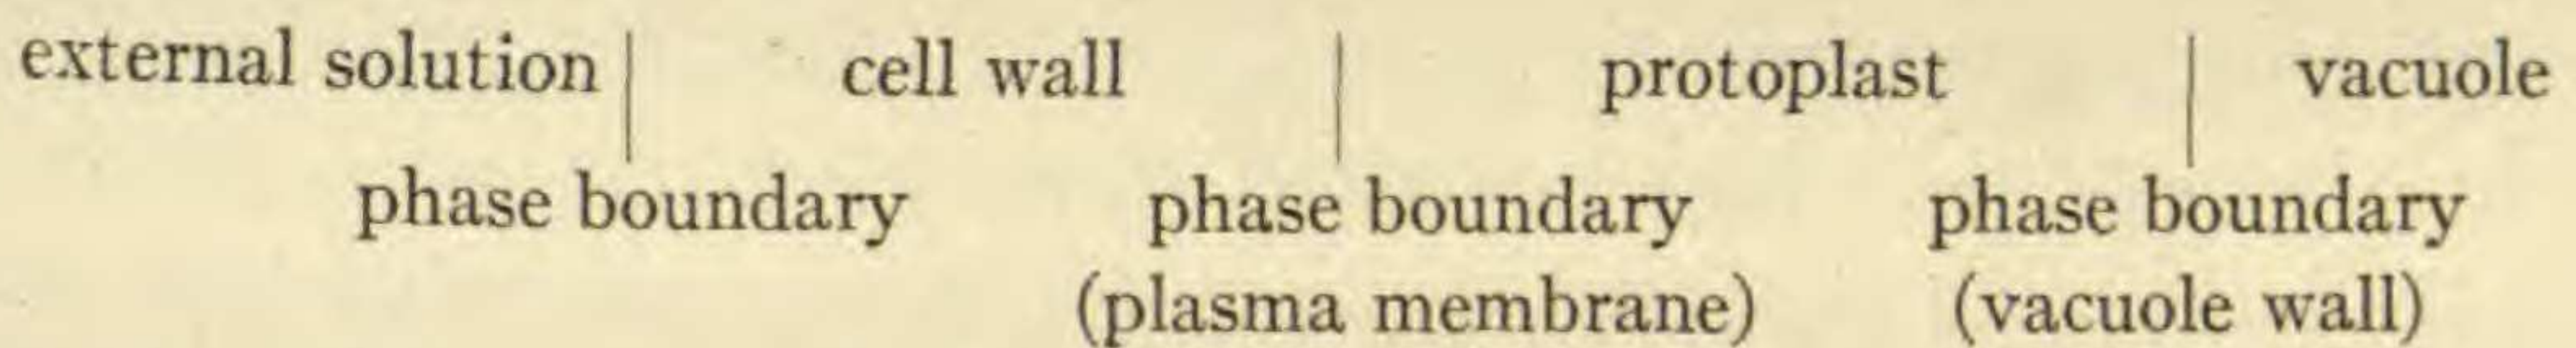 external solution | cell wall | protoplast | vacuole
phase boundary phase boundary phase boundary
(plasma membrane) (vacuole wall)